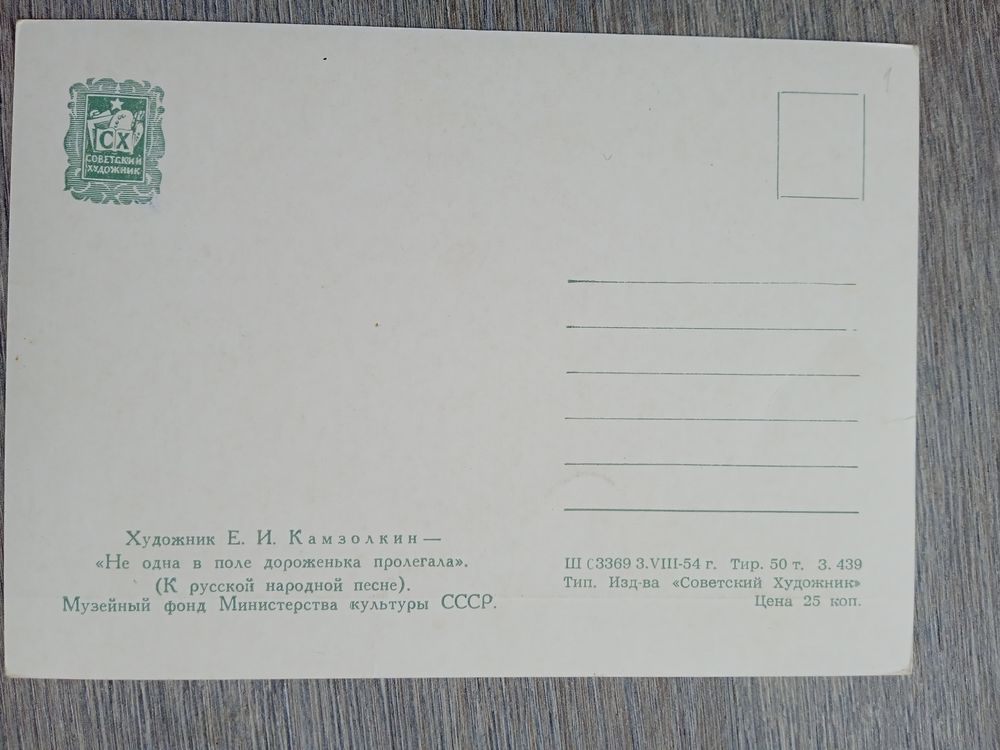 СХ
СОВЕТСКИЙ
ХУДОЖНИК
1
Художник Е. И. Камзолкин —
«Не одна в поле дороженька пролегала».
(К русской народной песне).
Музейный фонд Министерства культуры СССР.
Ш 03369 3.VIII-54 г. Тир. 50 т. З. 439
Тип. Изд-ва «Советский Художник»
Цена 25 коп.